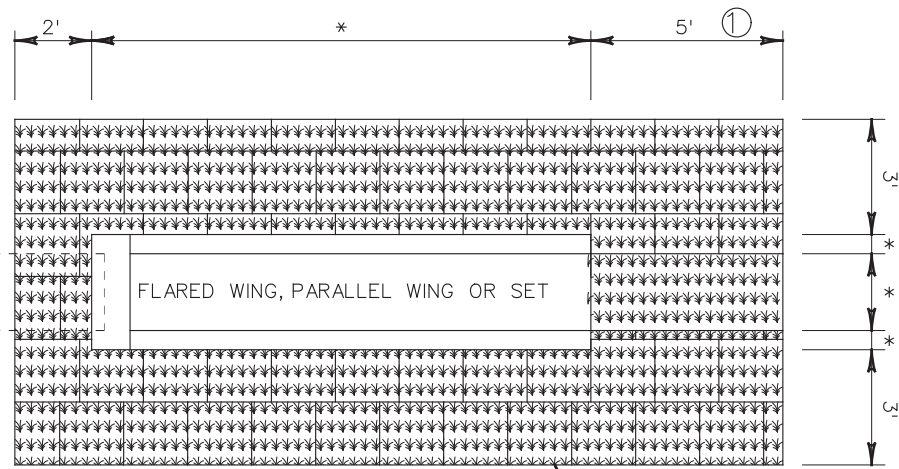 2' * 5' 1
3'
*
FLARED WING, PARALLEL WING OR SET *
*
3'